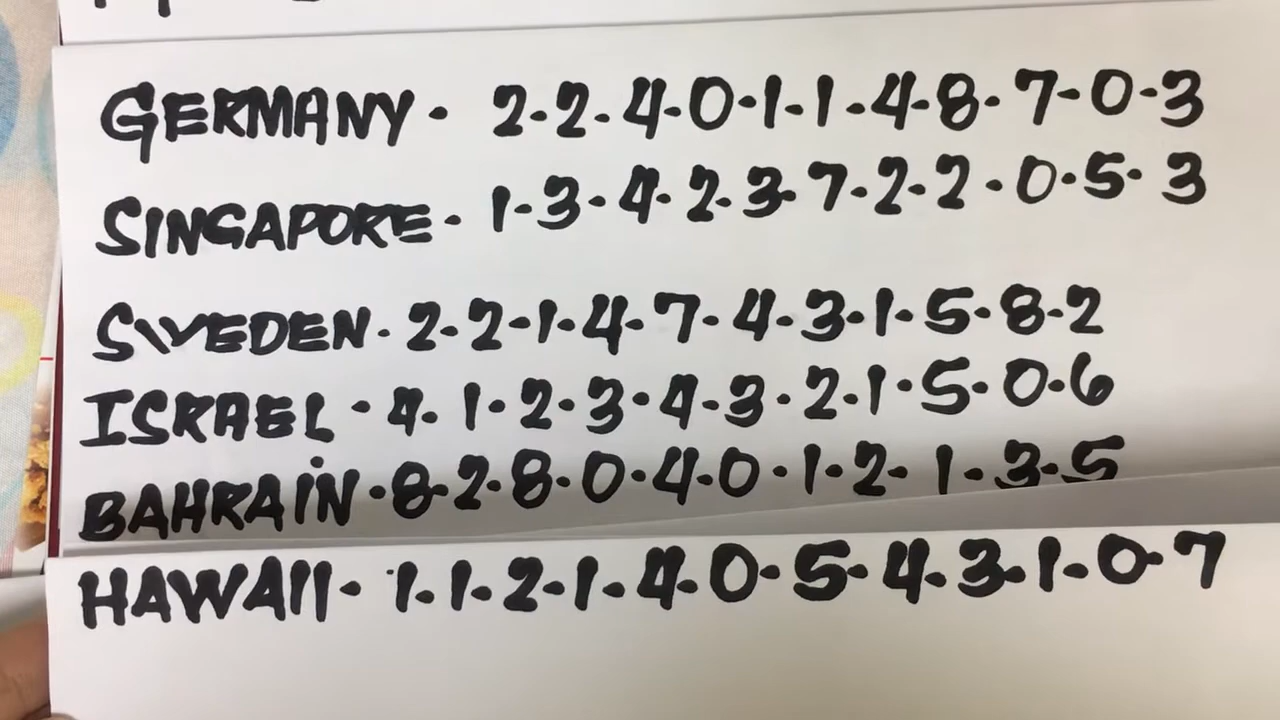 GERMANY - 2-2-4-0-1-1-4-8-7-0-3
SINGAPORE - 1-3-4-2-3-7-2-2-0-5-3
SWEDEN - 2-2-1-4-7-4-3-1-5-8-2
ISRAEL - 4-1-2-3-4-3-2-1-5-0-6
BAHRAIN - 8-2-8-0-4-0-1-2-1-3-5
HAWAII - 1-1-2-1-4-0-5-4-3-1-0-7